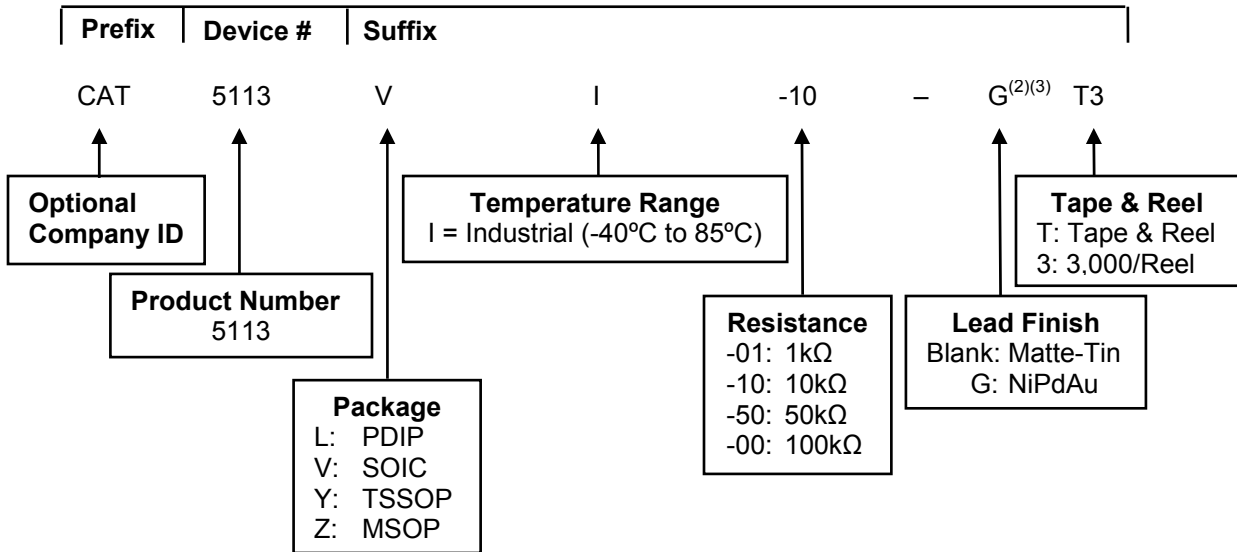 Prefix Device # Suffix
CAT 5113 V I -10 – G(2)(3) T3
Optional
Company ID
Product Number
5113
Package
L: PDIP
V: SOIC
Y: TSSOP
Z: MSOP
Temperature Range
I = Industrial (-40ºC to 85ºC)
Resistance
-01: 1kΩ
-10: 10kΩ
-50: 50kΩ
-00: 100kΩ
Lead Finish
Blank: Matte-Tin
G: NiPdAu
Tape & Reel
T: Tape & Reel
3: 3,000/Reel